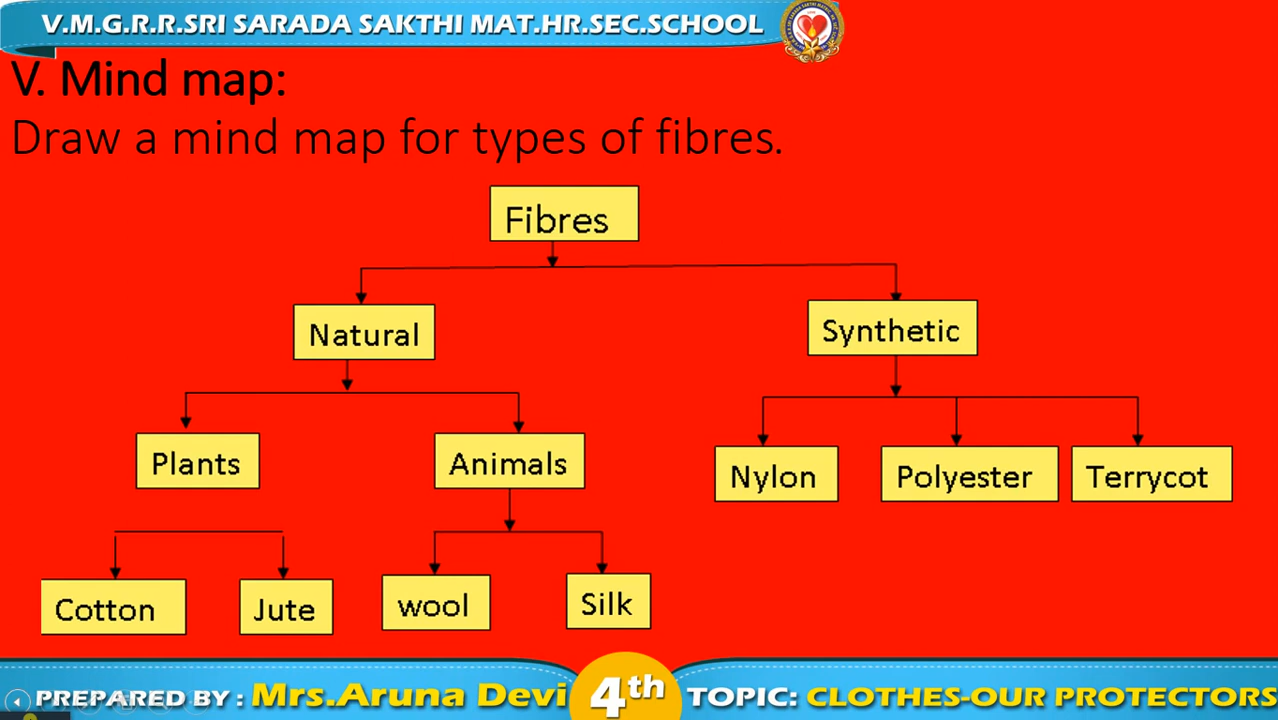 V.M.G.R.R.SRI SARADA SAKTHI MAT.HR.SEC.SCHOOL
V. Mind map:
Draw a mind map for types of fibres.
Fibres
Natural
Synthetic
Plants
Animals
Nylon
Polyester
Terrycot
Cotton
Jute
wool
Silk
PREPARED BY : Mrs.Aruna Devi 4th TOPIC: CLOTHES-OUR PROTECTORS